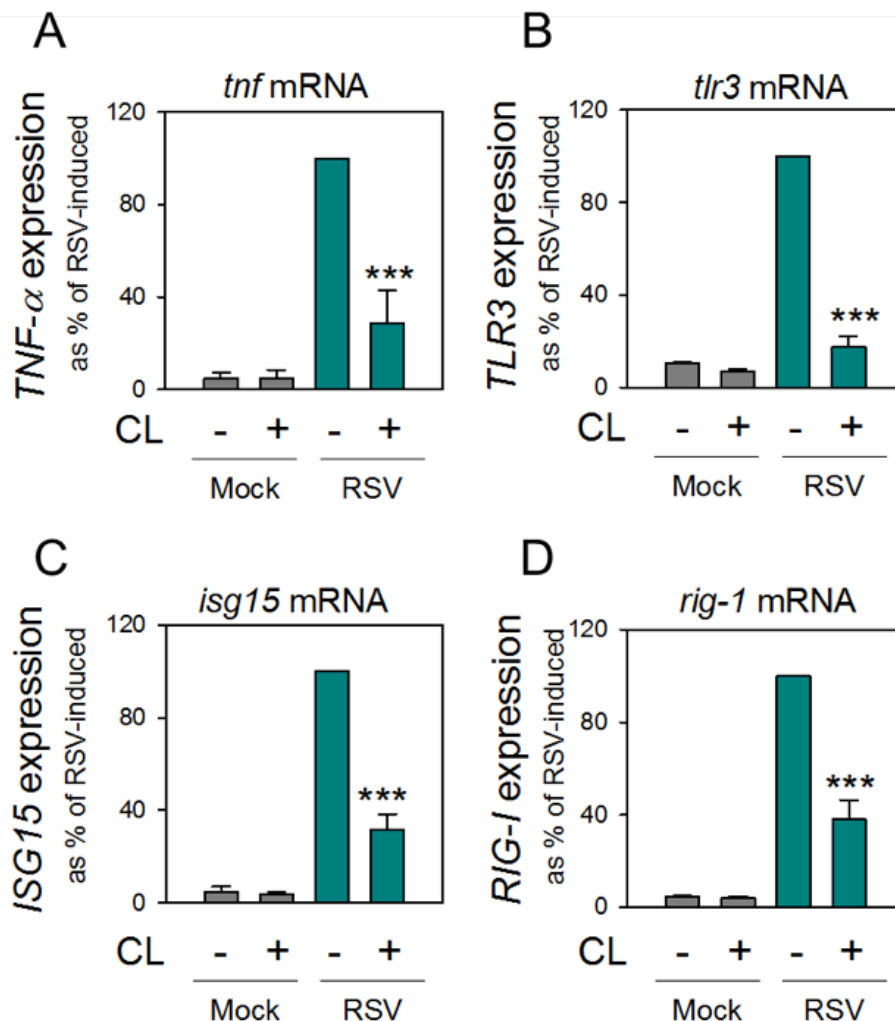 A
tnf mRNA
TNF-α expression
as % of RSV-induced
120
80
40
0
***
CL - + - +
Mock RSV
B
tlr3 mRNA
TLR3 expression
as % of RSV-induced
120
80
40
0
***
CL - + - +
Mock RSV
C
isg15 mRNA
ISG15 expression
as % of RSV-induced
120
80
40
0
***
CL - + - +
Mock RSV
D
rig-1 mRNA
RIG-I expression
as % of RSV-induced
120
80
40
0
***
CL - + - +
Mock RSV